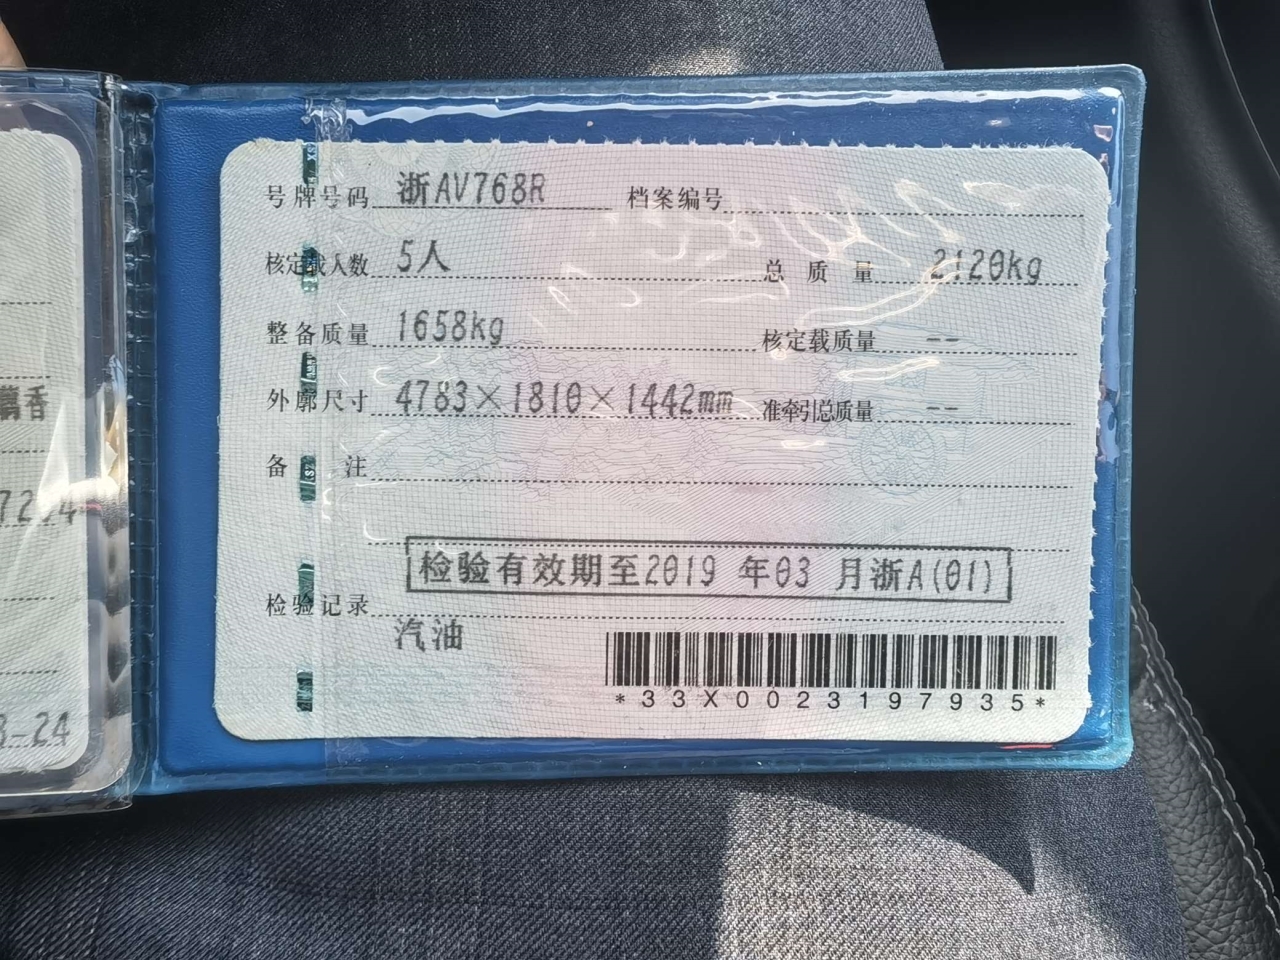 号牌号码 浙AV768R 档案编号
核定载人数 5人 总质量 2120kg
整备质量 1658kg 核定载质量 --
外廓尺寸 4783×1810×1442mm 准牵引总质量 --
备注
检验有效期至2019 年03 月浙A(01)
检验记录
汽油
*33X0023197935*
香
-24